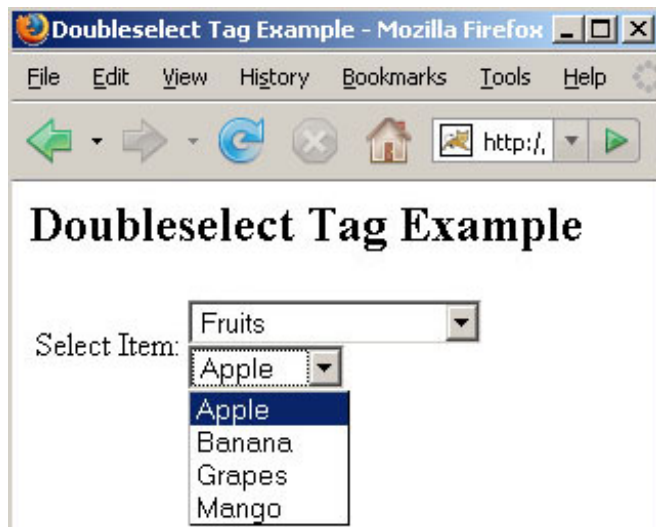 Doubleselect Tag Example - Mozilla Firefox
File Edit View History Bookmarks Tools Help
http:/,
Doubleselect Tag Example
Select Item:
Fruits
Apple
Apple
Banana
Grapes
Mango